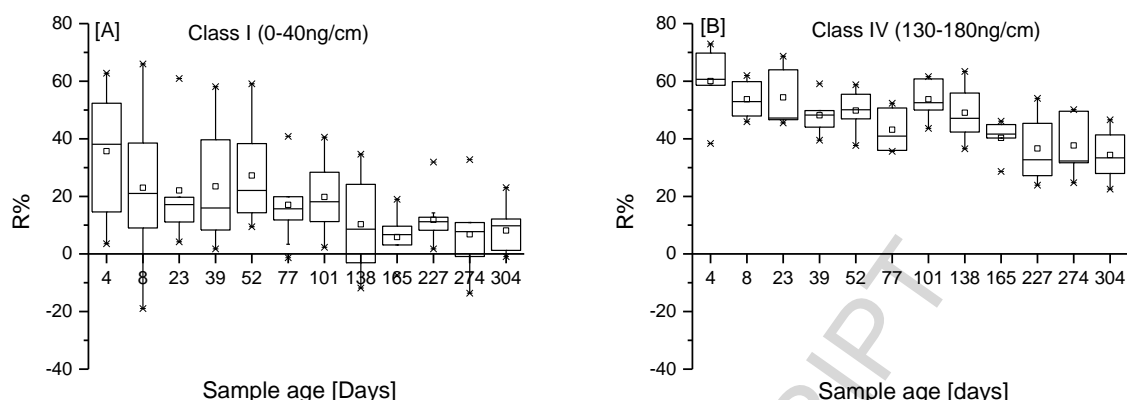 [A] Class I (0-40ng/cm)
80
60
40
20
0
-20
-40
R%
4 8 23 39 52 77 101 138 165 227 274 304
Sample age [Days]
[B] Class IV (130-180ng/cm)
80
60
40
20
0
-20
-40
R%
4 8 23 39 52 77 101 138 165 227 274 304
Sample age [days]
RIPT